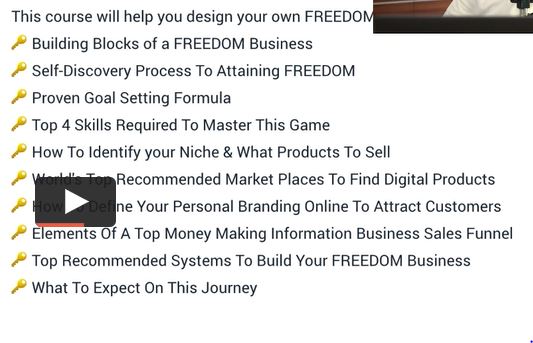 This course will help you design your own FREEDOM
🔑 Building Blocks of a FREEDOM Business
🔑 Self-Discovery Process To Attaining FREEDOM
🔑 Proven Goal Setting Formula
🔑 Top 4 Skills Required To Master This Game
🔑 How To Identify your Niche & What Products To Sell
🔑 World's Top Recommended Market Places To Find Digital Products
🔑 How To Define Your Personal Branding Online To Attract Customers
🔑 Elements Of A Top Money Making Information Business Sales Funnel
🔑 Top Recommended Systems To Build Your FREEDOM Business
🔑 What To Expect On This Journey